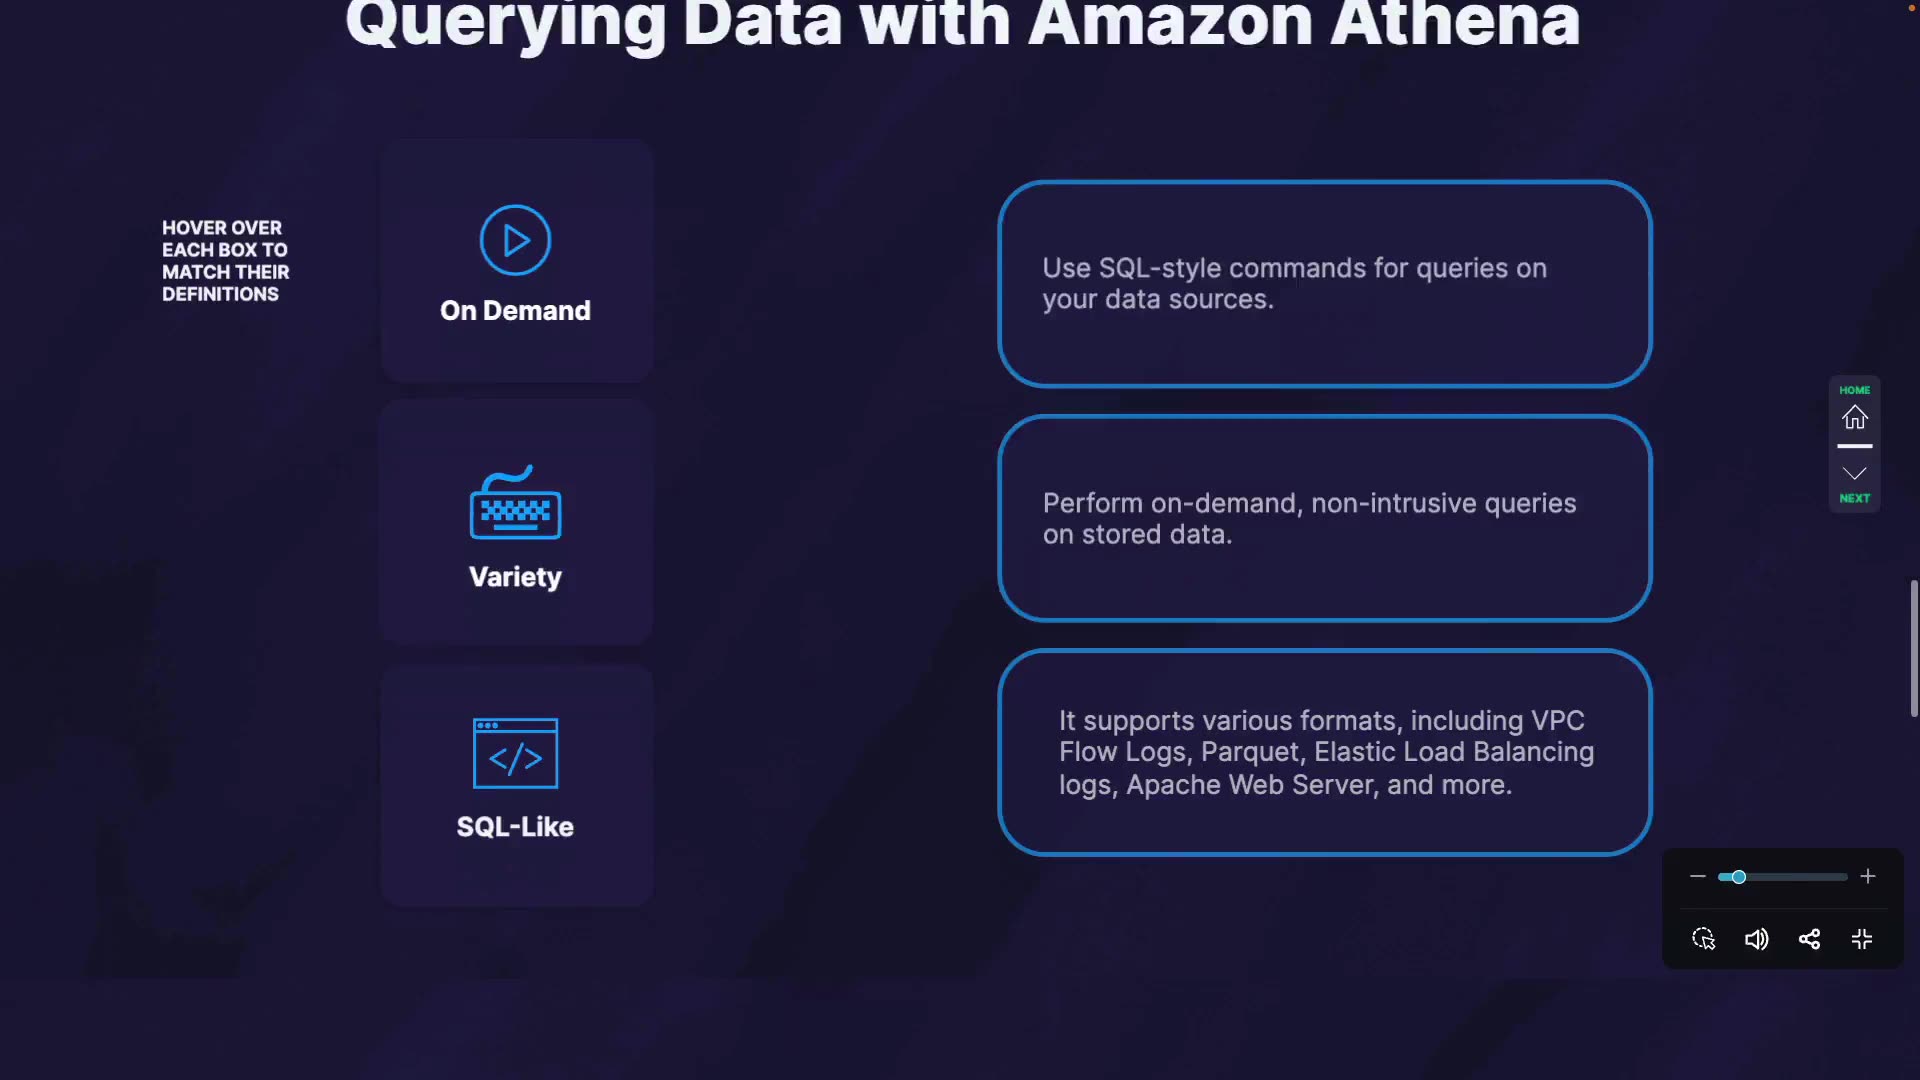 Querying Data with Amazon Athena
HOVER OVER
EACH BOX TO
MATCH THEIR
DEFINITIONS
On Demand
Variety
</>
SQL-Like
Use SQL-style commands for queries on
your data sources.
Perform on-demand, non-intrusive queries
on stored data.
It supports various formats, including VPC
Flow Logs, Parquet, Elastic Load Balancing
logs, Apache Web Server, and more.
HOME
NEXT